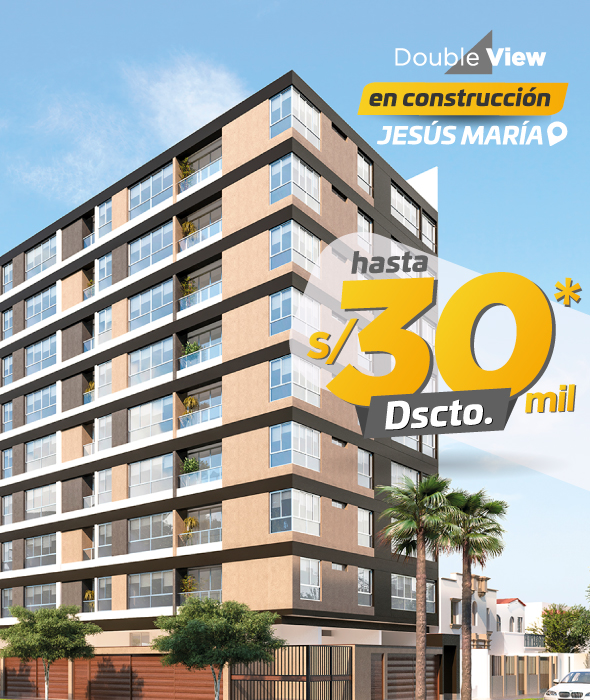 Double View
en construcción
JESÚS MARÍA
hasta
s/30*
mil
Dscto.